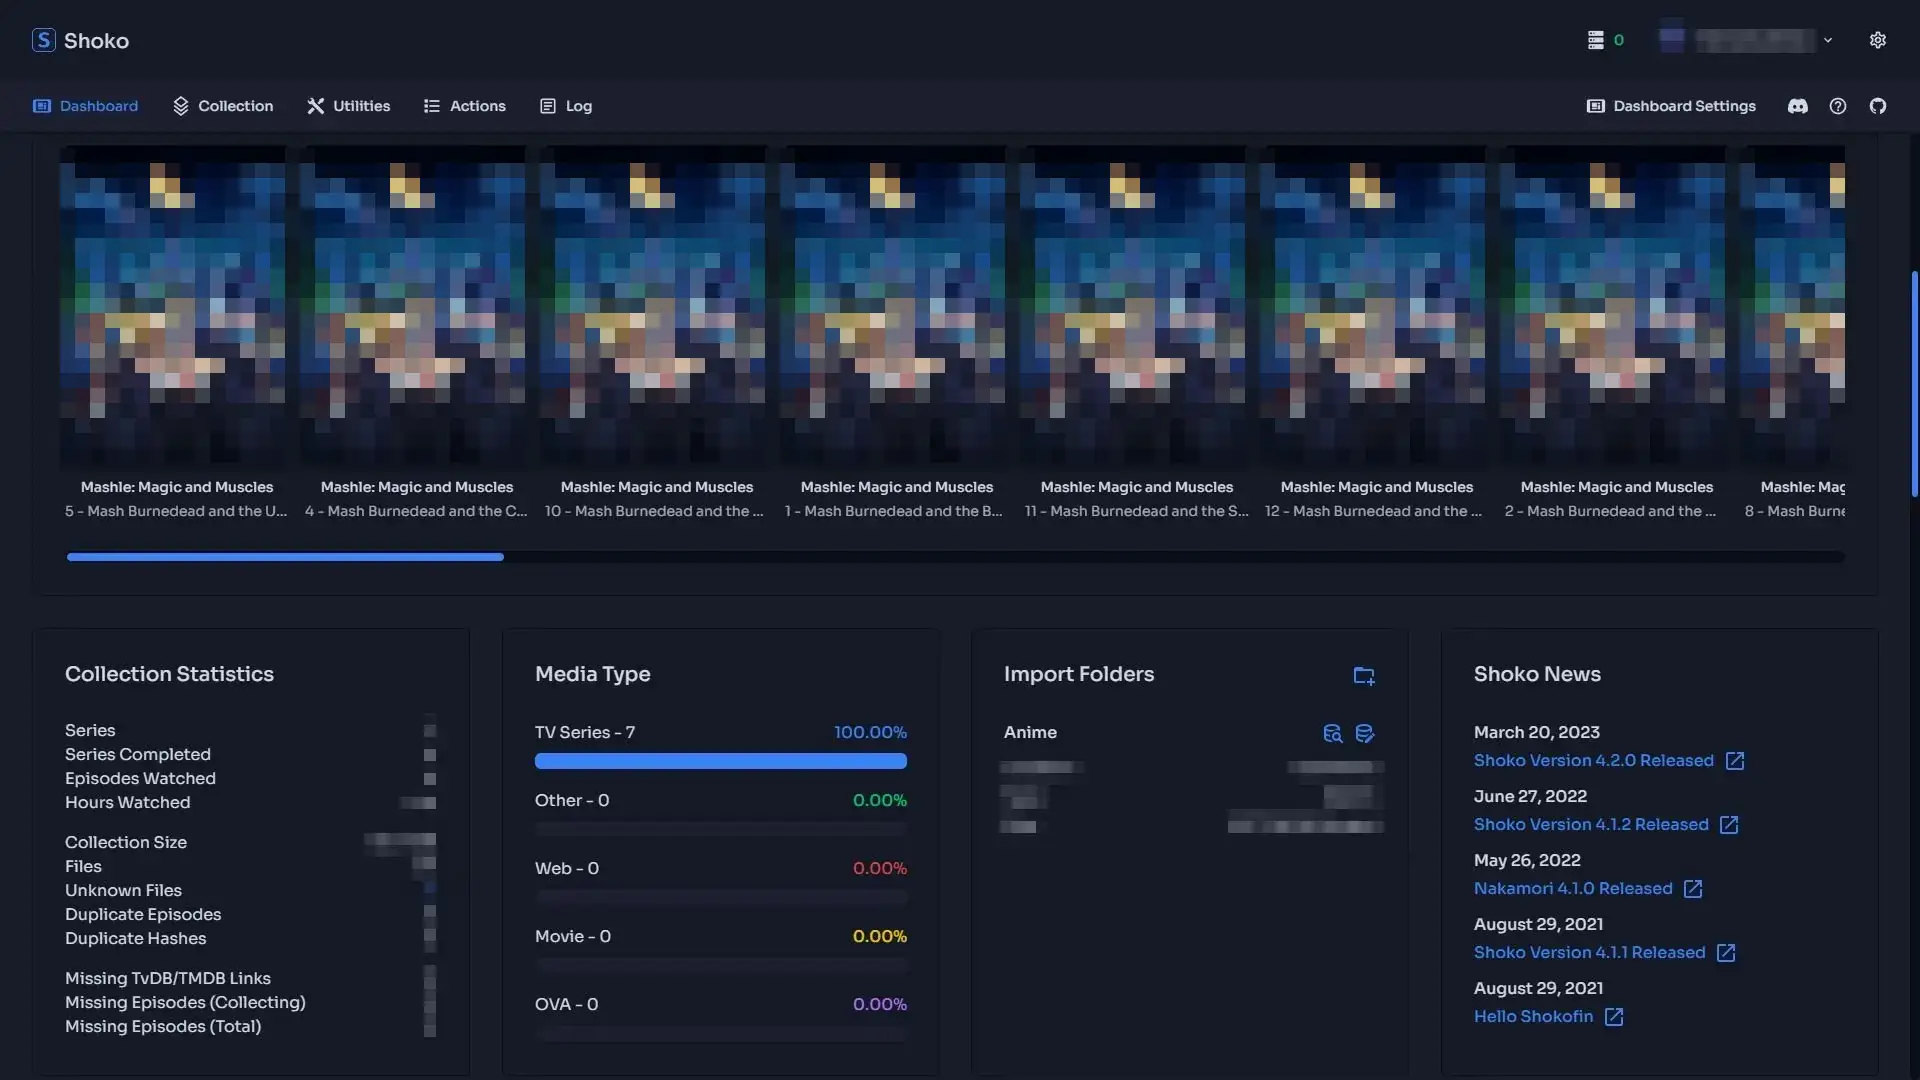 Shoko
0
Dashboard
Collection
Utilities
Actions
Log
Dashboard Settings
Mashle: Magic and Muscles
5 - Mash Burnedead and the U...
Mashle: Magic and Muscles
4 - Mash Burnedead and the C...
Mashle: Magic and Muscles
10 - Mash Burnedead and the ...
Mashle: Magic and Muscles
1 - Mash Burnedead and the B...
Mashle: Magic and Muscles
11 - Mash Burnedead and the S...
Mashle: Magic and Muscles
12 - Mash Burnedead and the ...
Mashle: Magic and Muscles
2 - Mash Burnedead and the ...
Mashle: Mag
8 - Mash Burne
Collection Statistics
Series
Series Completed
Episodes Watched
Hours Watched
Collection Size
Files
Unknown Files
Duplicate Episodes
Duplicate Hashes
Missing TvDB/TMDB Links
Missing Episodes (Collecting)
Missing Episodes (Total)
Media Type
TV Series - 7 100.00%
Other - 0 0.00%
Web - 0 0.00%
Movie - 0 0.00%
OVA - 0 0.00%
Import Folders
Anime
Shoko News
March 20, 2023
Shoko Version 4.2.0 Released
June 27, 2022
Shoko Version 4.1.2 Released
May 26, 2022
Nakamori 4.1.0 Released
August 29, 2021
Shoko Version 4.1.1 Released
August 29, 2021
Hello Shokofin